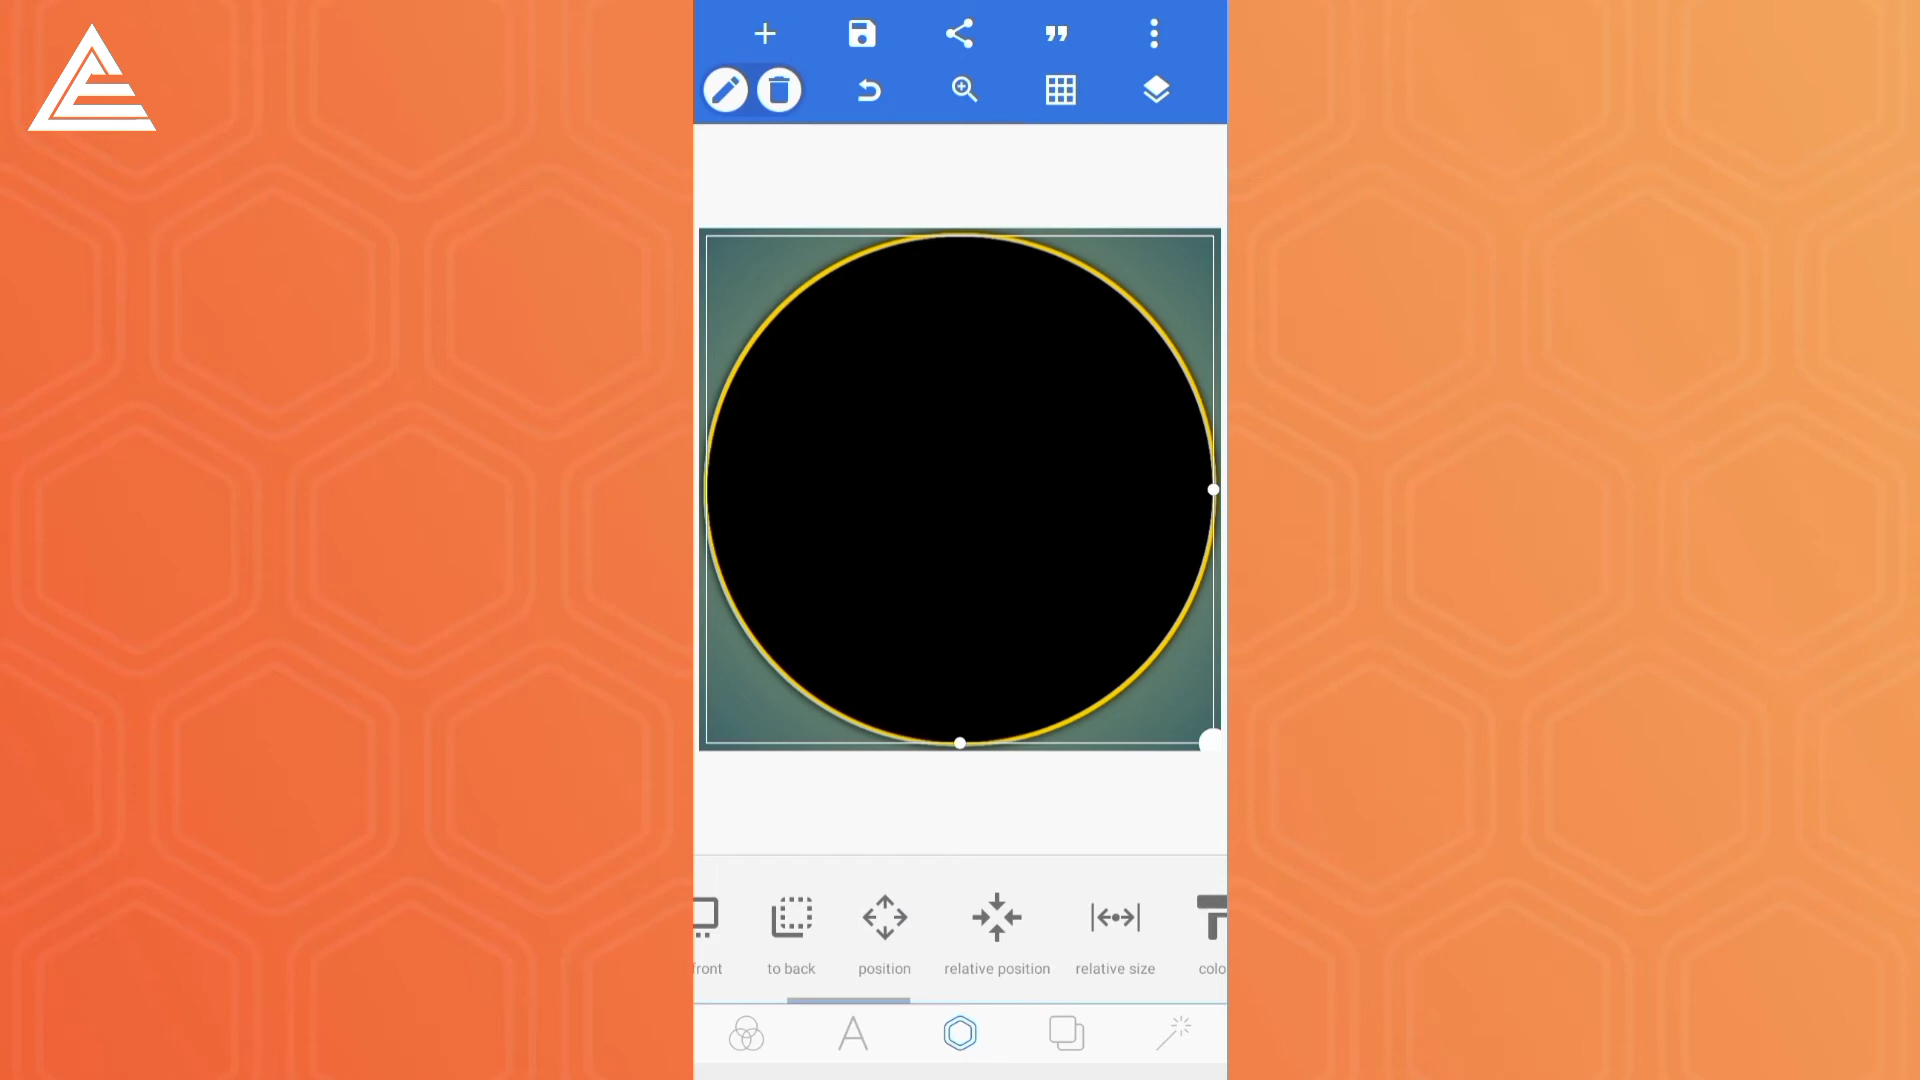 front
to back
position
relative position
relative size
colo